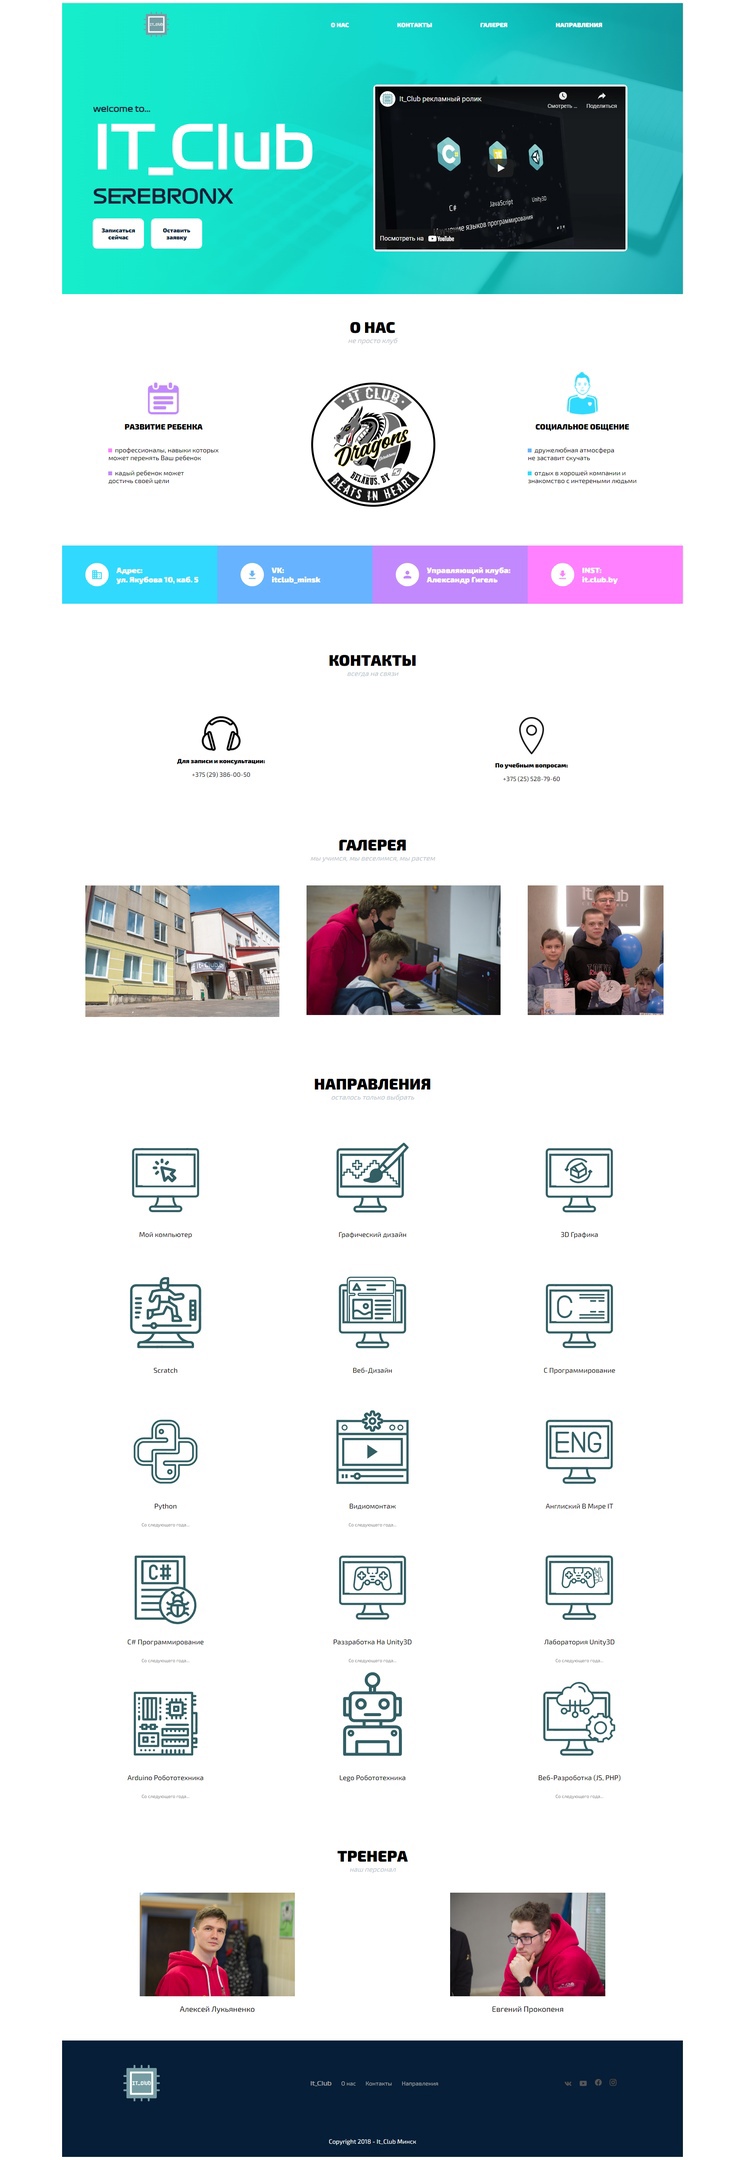 IT_Club
О НАС
КОНТАКТЫ
ГАЛЕРЕЯ
НАПРАВЛЕНИЯ
welcome to...
IT_Club
SEREBRONX
Записаться
сейчас
Оставить
заявку
It_Club рекламный ролик
Смотреть ...
Поделиться
C#
JavaScript
Unity3D
Изучение языков программирования
Посмотреть на YouTube
О НАС
не просто клуб
РАЗВИТИЕ РЕБЕНКА
профессионалы, навыки которых
может перенять Ваш ребенок
кадый ребенок может
достичь своей цели
IT CLUB
Dragons
BELARUS, BY
BEATS IN HEART
СОЦИАЛЬНОЕ ОБЩЕНИЕ
дружелюбная атмосфера
не заставит скучать
отдых в хорошей компании и
знакомство с интереными людьми
Адрес:
ул. Якубова 10, каб. 5
VK:
itclub_minsk
Управляющий клуба:
Александр Гигель
INST:
it.club.by
КОНТАКТЫ
всегда на связи
Для записи и консультации:
+375 (29) 386-00-50
По учебным вопросам:
+375 (25) 528-79-60
ГАЛЕРЕЯ
мы учимся, мы веселимся, мы растем
НАПРАВЛЕНИЯ
осталось только выбрать
Мой компьютер
Графический дизайн
3D Графика
Scratch
Веб-Дизайн
C
C Программирование
ENG
Python
Видиомонтаж
Англиский В Мире IT
Со следующего года...
Со следующего года...
C#
C# Программирование
Раззработка На Unity3D
Лаборатория Unity3D
Со следующего года...
Со следующего года...
Со следующего года...
Arduino Робототехника
Lego Робототехника
Веб-Разроботка (JS, PHP)
Со следующего года...
Со следующего года...
ТРЕНЕРА
наш персонал
Алексей Лукьяненко
Евгений Прокопеня
IT_Club
It_Club
О нас
Контакты
Направления
Copyright 2018 - It_Club Минск